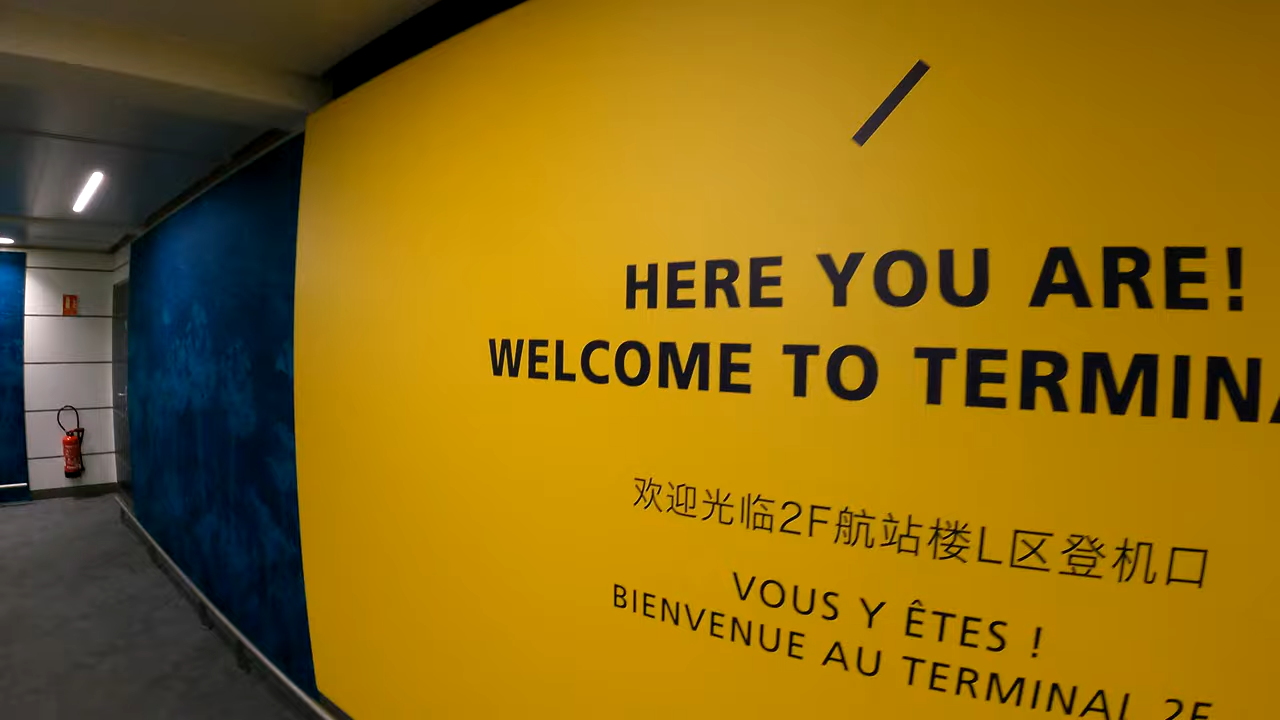 HERE YOU ARE!
WELCOME TO
欢迎光临2F航站楼L区登机口
VOUS Y ÊTES !
BIENVENUE AU TERMINAL 2F